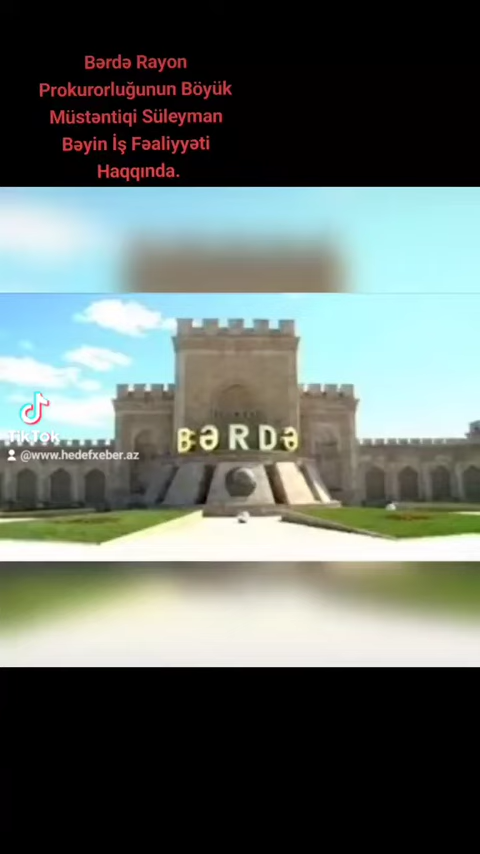 Bərdə Rayon
Prokurorluğunun Böyük
Müstəntiqi Süleyman
Bəyin İş Fəaliyyəti
Haqqında.
BƏRDƏ
TikTok
@www.hedefxeber.az